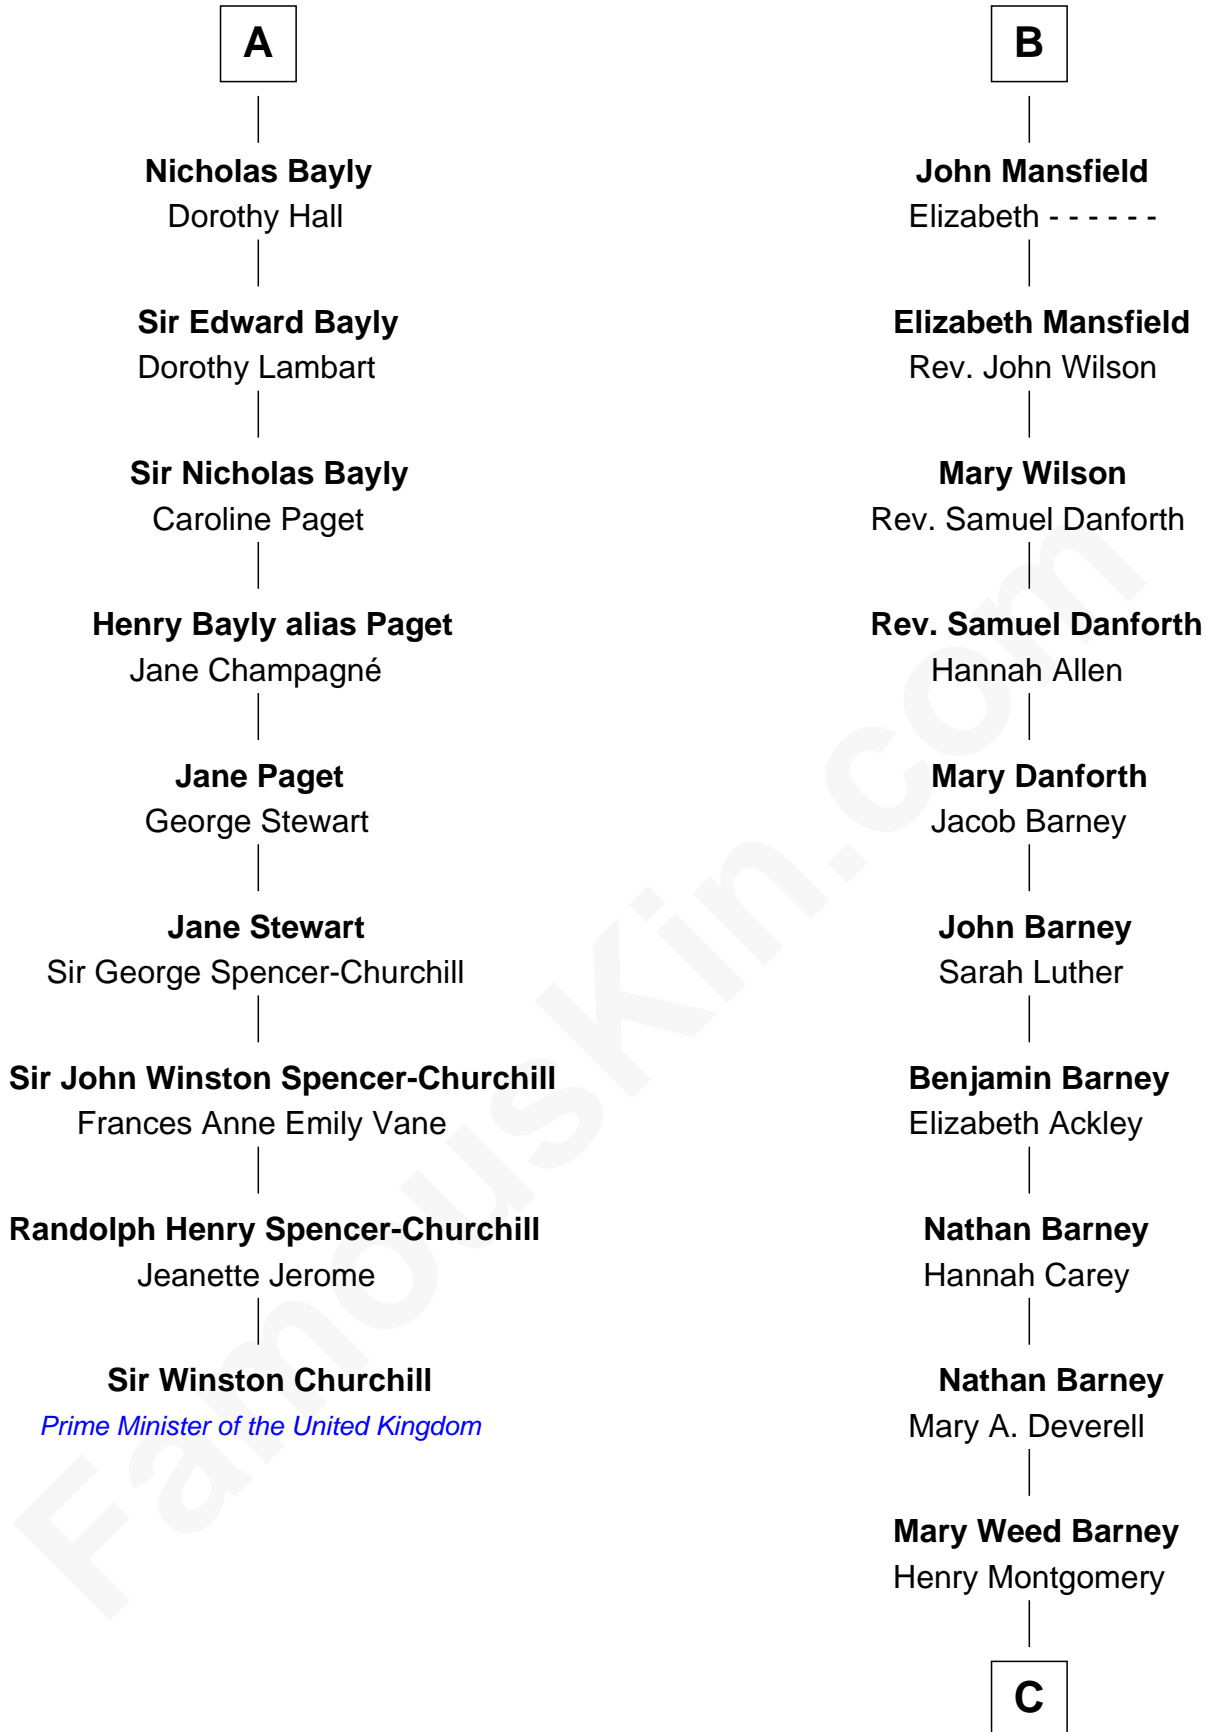 A
Nicholas Bayly
Dorothy Hall
Sir Edward Bayly
Dorothy Lambart
Sir Nicholas Bayly
Caroline Paget
Henry Bayly alias Paget
Jane Champagné
Jane Paget
George Stewart
Jane Stewart
Sir George Spencer-Churchill
Sir John Winston Spencer-Churchill
Frances Anne Emily Vane
Randolph Henry Spencer-Churchill
Jeanette Jerome
Sir Winston Churchill
Prime Minister of the United Kingdom
B
John Mansfield
Elizabeth - - - - - -
Elizabeth Mansfield
Rev. John Wilson
Mary Wilson
Rev. Samuel Danforth
Rev. Samuel Danforth
Hannah Allen
Mary Danforth
Jacob Barney
John Barney
Sarah Luther
Benjamin Barney
Elizabeth Ackley
Nathan Barney
Hannah Carey
Nathan Barney
Mary A. Deverell
Mary Weed Barney
Henry Montgomery
C
FamousKin.com